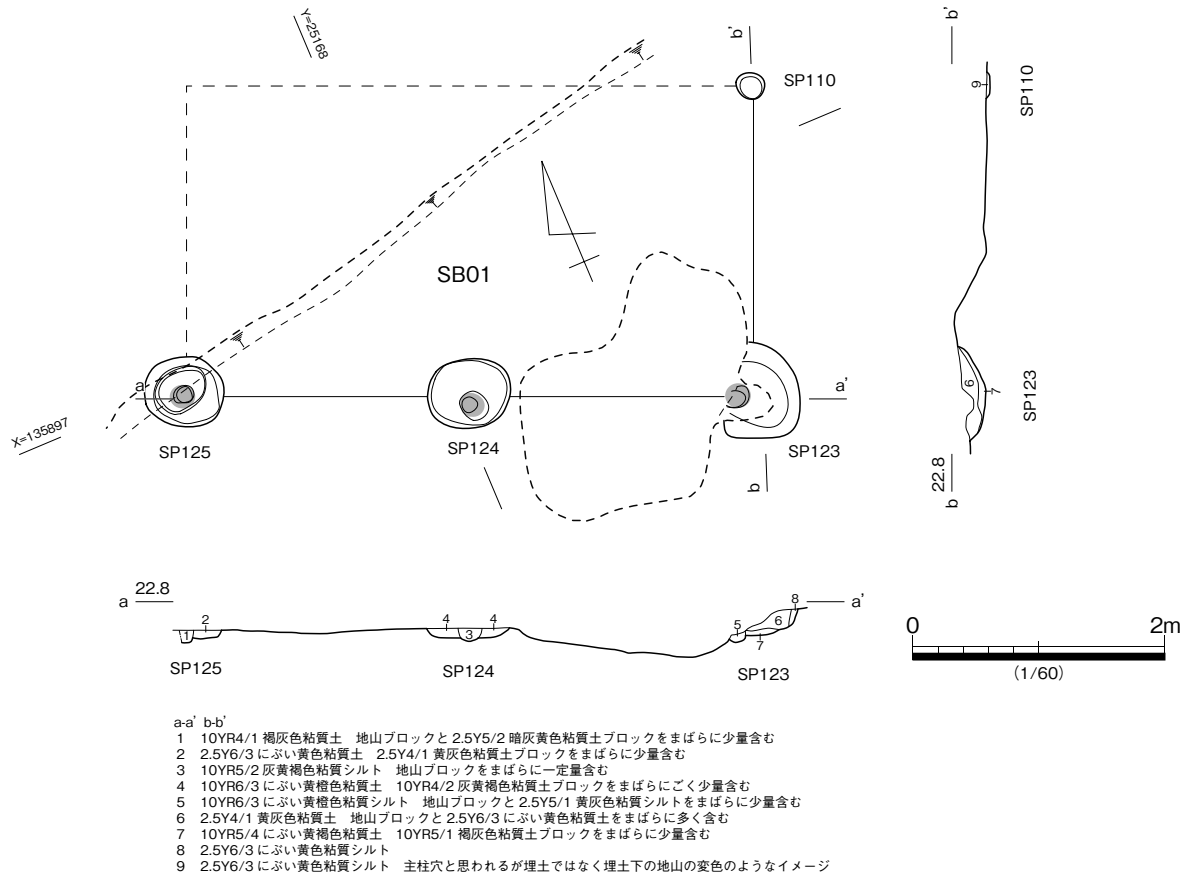 Y=25168
b'
SP110
b'
9
SP110
SB01
a
a'
X=135897
SP125
SP124
SP123
b
6
7
SP123
22.8
b
a 22.8
8
a'
2
4
4
5
6
1
3
7
SP125
SP124
SP123
0
2m
(1/60)
a-a' b-b'
1 10YR4/1 褐灰色粘質土 地山ブロックと2.5Y5/2 暗灰黄色粘質土ブロックをまばらに少量含む
2 2.5Y6/3 にぶい黄色粘質土 2.5Y4/1 黄灰色粘質土ブロックをまばらに少量含む
3 10YR5/2 灰黄褐色粘質シルト 地山ブロックをまばらに一定量含む
4 10YR6/3 にぶい黄橙色粘質土 10YR4/2 灰黄褐色粘質土ブロックをまばらにごく少量含む
5 10YR6/3 にぶい黄橙色粘質シルト 地山ブロックと2.5Y5/1 黄灰色粘質シルトをまばらに少量含む
6 2.5Y4/1 黄灰色粘質土 地山ブロックと2.5Y6/3 にぶい黄色粘質土をまばらに多く含む
7 10YR5/4 にぶい黄褐色粘質土 10YR5/1 褐灰色粘質土ブロックをまばらに少量含む
8 2.5Y6/3 にぶい黄色粘質シルト
9 2.5Y6/3 にぶい黄色粘質シルト 主柱穴と思われるが埋土ではなく埋土下の地山の変色のようなイメージ